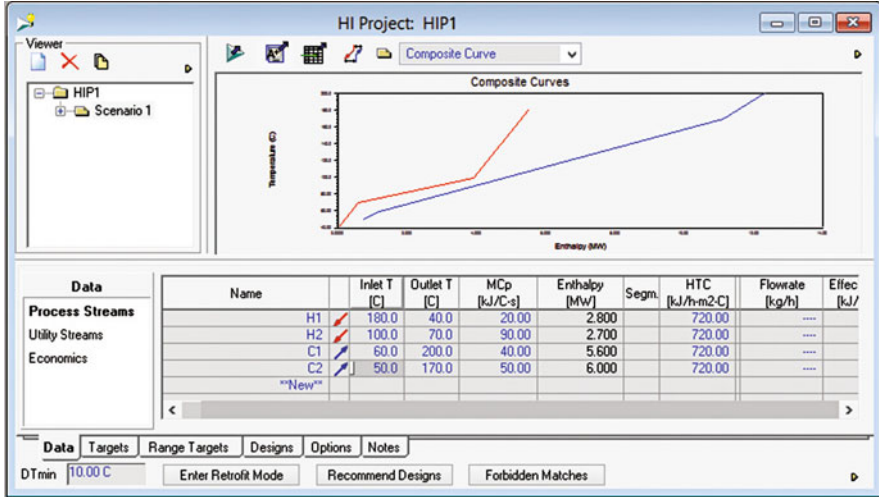 HI Project: HIP1
Viewer
Composite Curve
HIP1
Scenario 1
Composite Curves
Temperature (C)
Enthalpy (MW)
Data
Process Streams
Utility Streams
Economics
Name Inlet T [C] Outlet T [C] MCp [kJ/C-s] Enthalpy [MW] Segm. HTC [kJ/h-m2-C] Flowrate [kg/h] Effec [kJ/
H1 180.0 40.0 20.00 2.800 720.00 ----
H2 100.0 70.0 90.00 2.700 720.00 ----
C1 60.0 200.0 40.00 5.600 720.00 ----
C2 50.0 170.0 50.00 6.000 720.00 ----
**New**
Data Targets Range Targets Designs Options Notes
DTmin 10.00 C Enter Retrofit Mode Recommend Designs Forbidden Matches